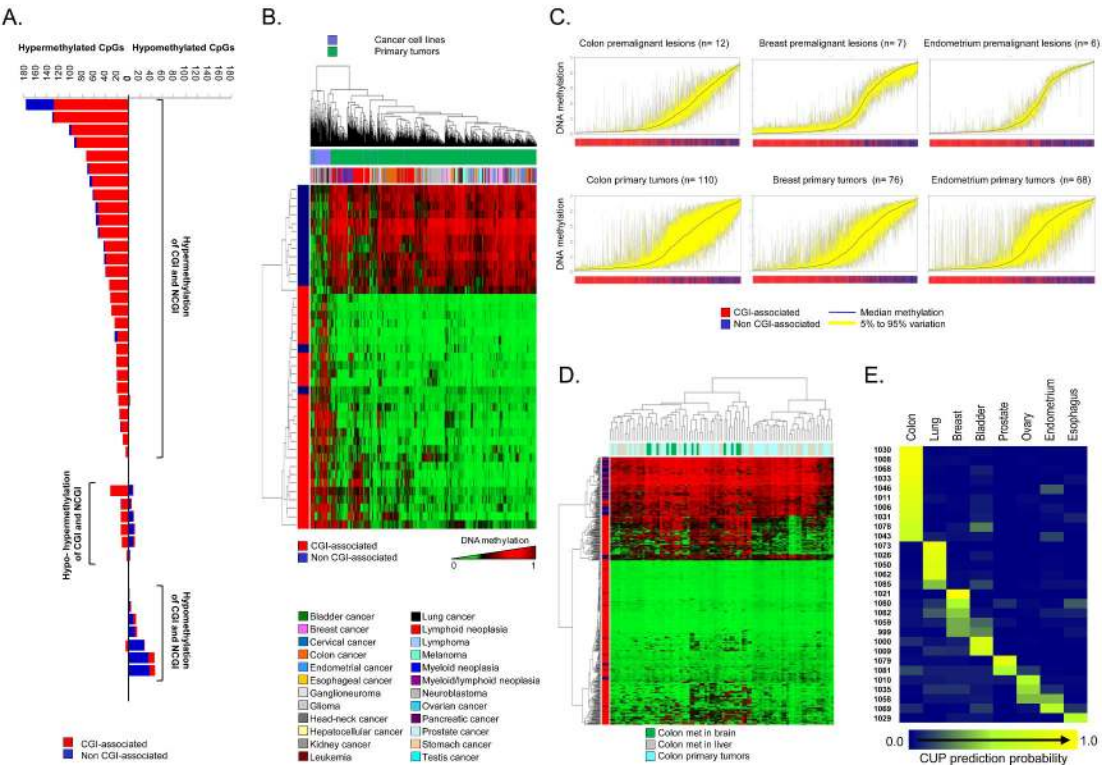 A.
Hypermethylated CpGs
Hypomethylated CpGs
180
160
140
120
100
80
60
40
20
0
20
40
60
80
100
120
140
160
180
Hypermethylation
of CGI and NCGI
Hypo- hypermethylation
of CGI and NCGI
Hypomethylation
of CGI and NCGI
CGI-associated
Non CGI-associated
B.
Cancer cell lines
Primary tumors
CGI-associated
Non CGI-associated
DNA methylation
0
1
Bladder cancer
Breast cancer
Cervical cancer
Colon cancer
Endometrial cancer
Esophageal cancer
Ganglioneuroma
Glioma
Head-neck cancer
Hepatocellular cancer
Kidney cancer
Leukemia
Lung cancer
Lymphoid neoplasia
Lymphoma
Melanoma
Myeloid neoplasia
Myeloid/lymphoid neoplasia
Neuroblastoma
Ovarian cancer
Pancreatic cancer
Prostate cancer
Stomach cancer
Testis cancer
C.
Colon premalignant lesions (n= 12)
Breast premalignant lesions (n= 7)
Endometrium premalignant lesions (n= 6)
DNA methylation
Colon primary tumors (n= 110)
Breast primary tumors (n= 76)
Endometrium primary tumors (n= 68)
DNA methylation
CGI-associated
Non CGI-associated
Median methylation
5% to 95% variation
D.
Colon met in brain
Colon met in liver
Colon primary tumors
E.
Colon
Lung
Breast
Bladder
Prostate
Ovary
Endometrium
Esophagus
1030
1008
1068
1033
1046
1011
1006
1031
1078
1043
1073
1026
1050
1062
1085
1021
1080
1082
1059
999
1000
1009
1079
1081
1010
1035
1058
1069
1029
0.0
1.0
CUP prediction probability